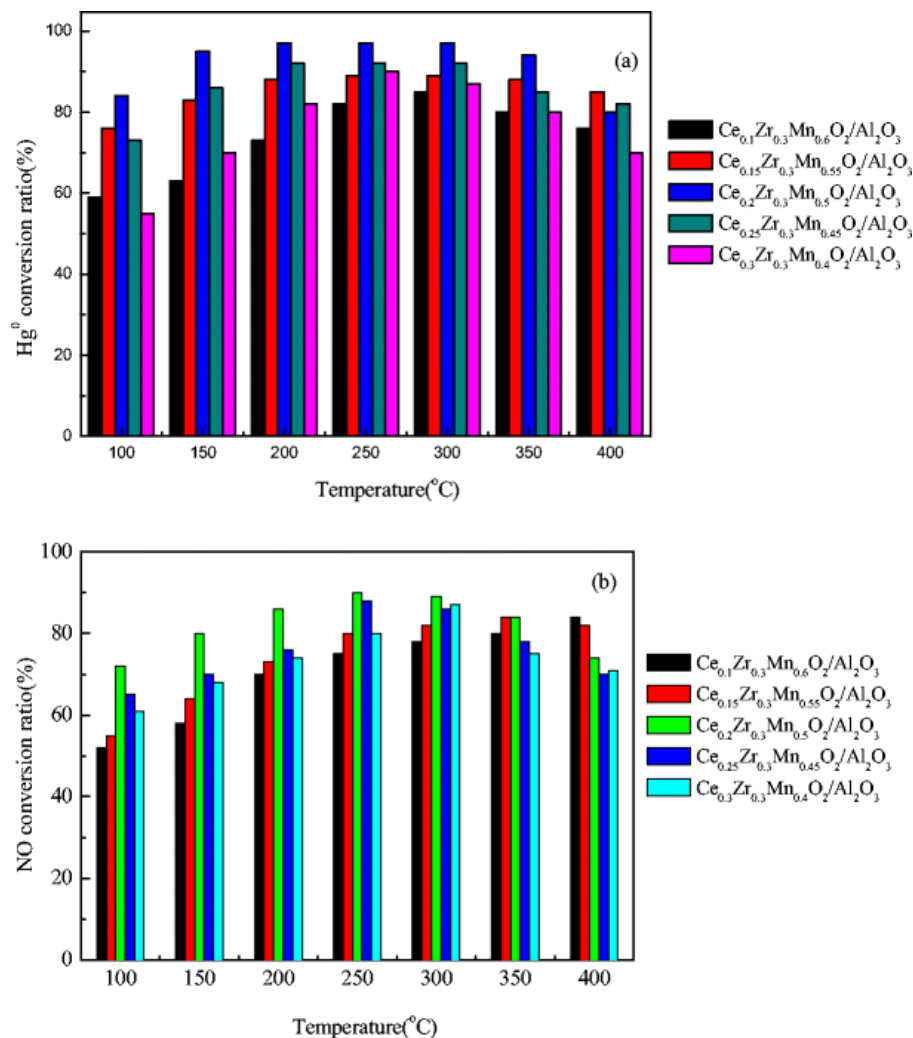 (a)
100
80
60
40
20
0
Hg⁰ conversion ratio(%)
100 150 200 250 300 350 400
Temperature(°C)
Ce₀.₁Zr₀.₃Mn₀.₆O₂/Al₂O₃
Ce₀.₁₅Zr₀.₃Mn₀.₅₅O₂/Al₂O₃
Ce₀.₂Zr₀.₃Mn₀.₅O₂/Al₂O₃
Ce₀.₂₅Zr₀.₃Mn₀.₄₅O₂/Al₂O₃
Ce₀.₃Zr₀.₃Mn₀.₄O₂/Al₂O₃
(b)
100
80
60
40
20
0
NO conversion ratio(%)
100 150 200 250 300 350 400
Temperature(°C)
Ce₀.₁Zr₀.₃Mn₀.₆O₂/Al₂O₃
Ce₀.₁₅Zr₀.₃Mn₀.₅₅O₂/Al₂O₃
Ce₀.₂Zr₀.₃Mn₀.₅O₂/Al₂O₃
Ce₀.₂₅Zr₀.₃Mn₀.₄₅O₂/Al₂O₃
Ce₀.₃Zr₀.₃Mn₀.₄O₂/Al₂O₃